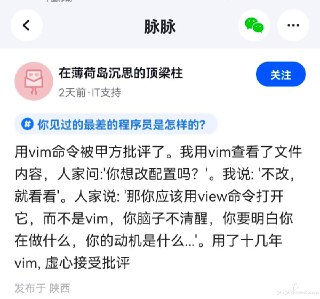 脉脉
在薄荷岛沉思的顶梁柱
2天前·IT支持
关注
# 你见过的最差的程序员是怎样的?
用vim命令被甲方批评了。我用vim查看了文件
内容，人家问:'你想改配置吗？'。我说: '不改，
就看看'。人家说: '那你应该用view命令打开
它，而不是vim，你脑子不清醒，你要明白你
在做什么，你的动机是什么...'。用了十几年
vim, 虚心接受批评
发布于 陕西